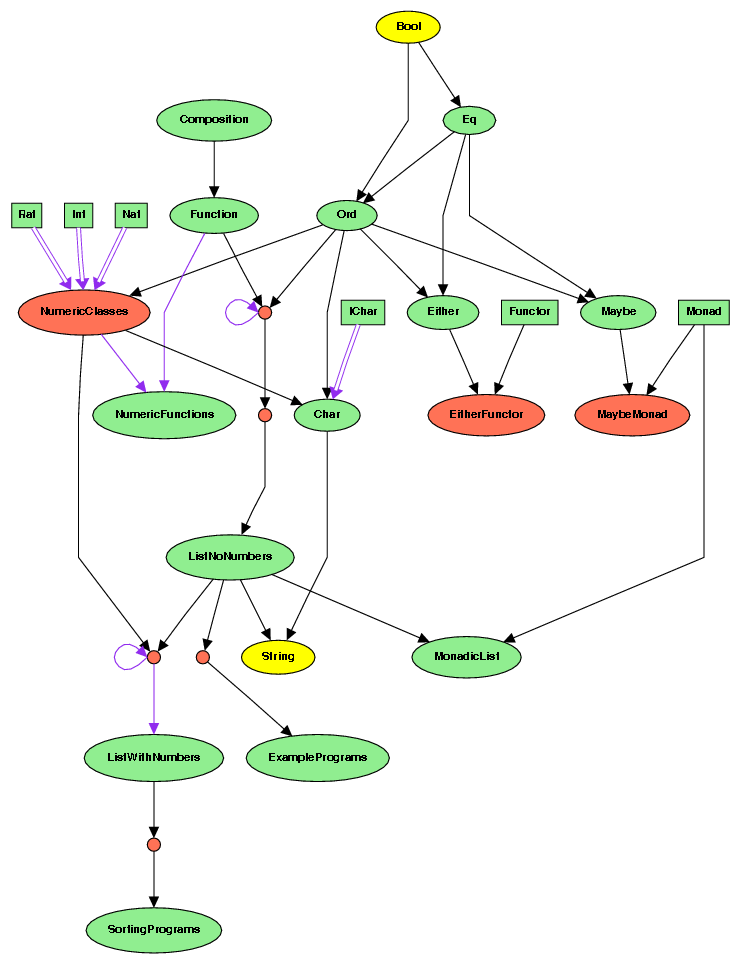 Bool
Composition
Eq
Rat
Int
Nat
Function
Ord
NumericClasses
IChar
Either
Functor
Maybe
Monad
NumericFunctions
Char
EitherFunctor
MaybeMonad
ListNoNumbers
String
MonadicList
ListWithNumbers
ExamplePrograms
SortingPrograms